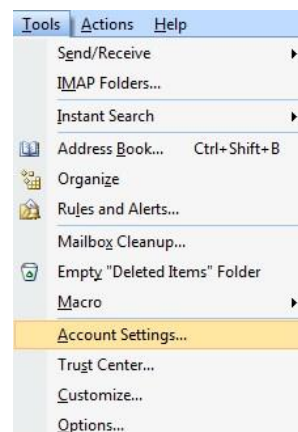 Tools Actions Help
Send/Receive
IMAP Folders...
Instant Search
Address Book... Ctrl+Shift+B
Organize
Rules and Alerts...
Mailbox Cleanup...
Empty "Deleted Items" Folder
Macro
Account Settings...
Trust Center...
Customize...
Options...